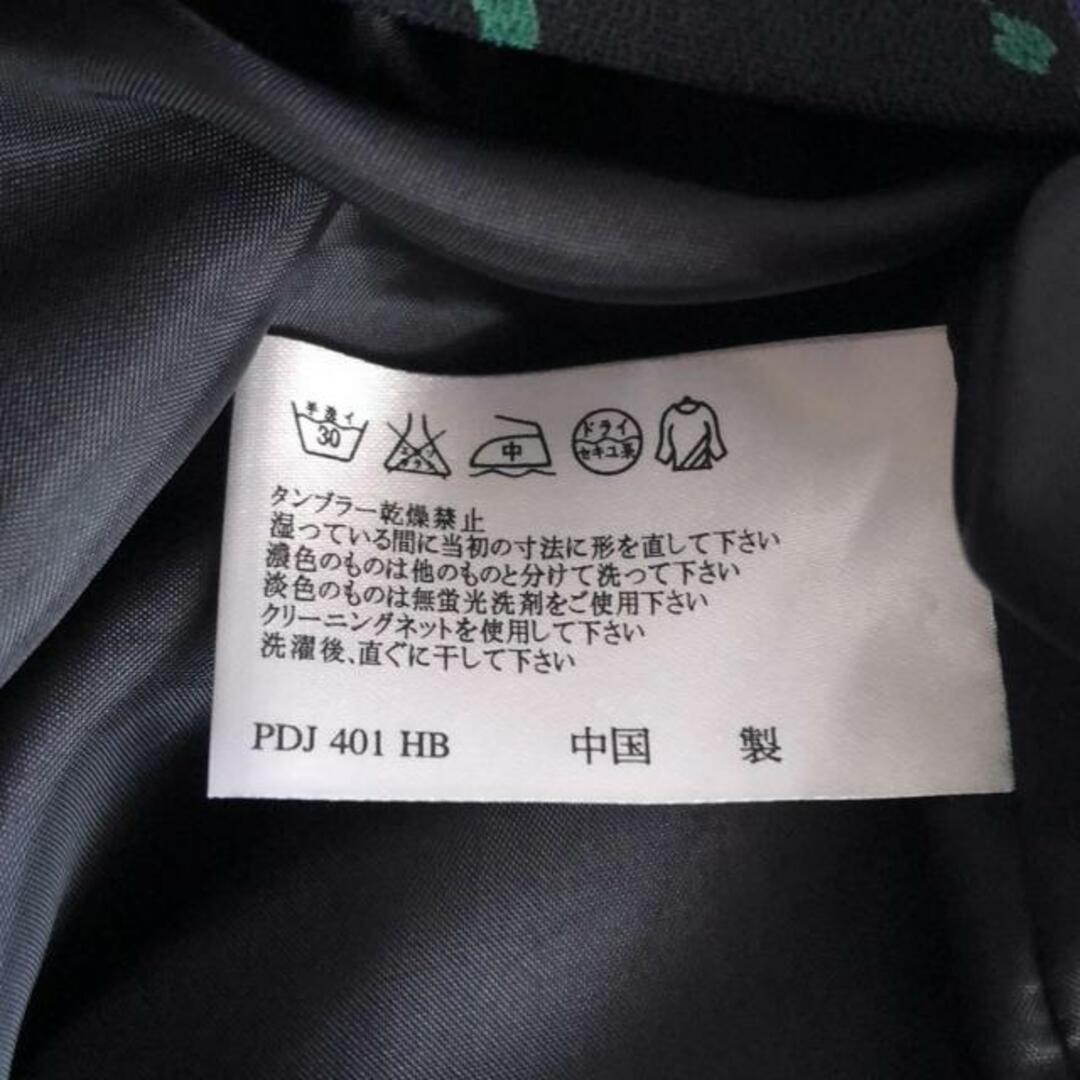 手洗イ 30 エンソ サラシ 中 ドライ セキユ系
タンブラー乾燥禁止
湿っている間に当初の寸法に形を直して下さい
濃色のものは他のものと分けて洗って下さい
淡色のものは無蛍光洗剤をご使用下さい
クリーニングネットを使用して下さい
洗濯後、直ぐに干して下さい
PDJ 401 HB 中国 製